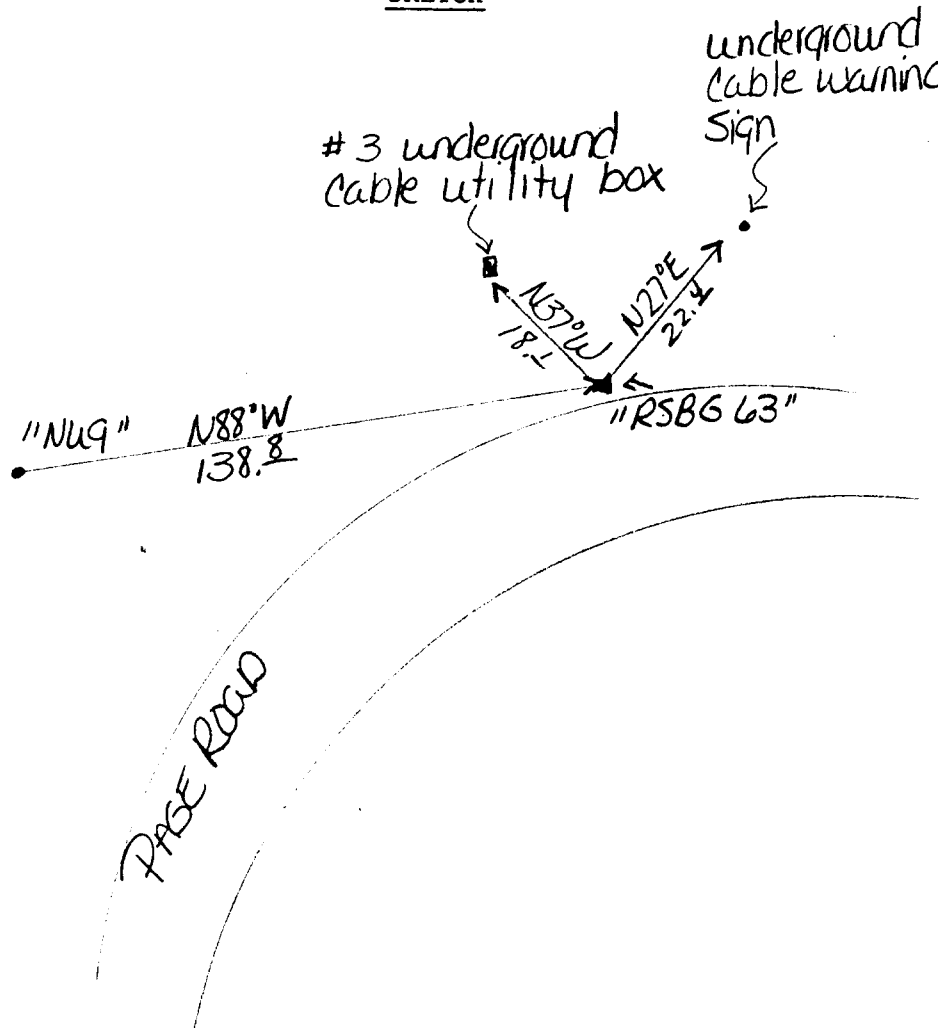 underground
Cable warning
Sign
# 3 underground
Cable utility box
N37°W
18.1
N27°E
22.4
"RSBG 63"
N88°W
138.8
PAGE ROAD